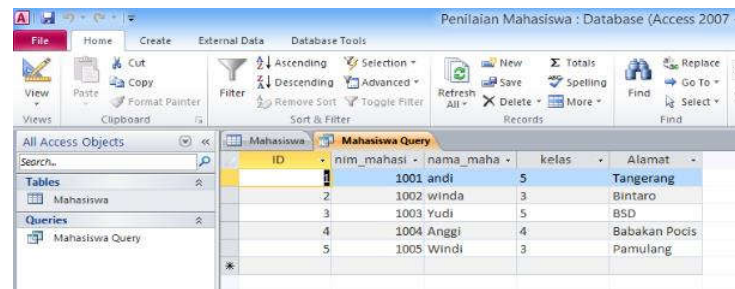 A Penilaian Mahasiswa : Database (Access 2007
File Home Create External Data Database Tools
View Paste Cut Copy Format Painter
Filter Ascending Descending Remove Sort Selection Advanced Toggle Filter
Refresh All New Save Delete Totals Spelling More
Find Replace Go To Select
Views Clipboard Sort & Filter Records Find
All Access Objects « Mahasiswa Mahasiswa Query
Search... ID nim_mahasi nama_maha kelas Alamat
Tables 1 1001 andi 5 Tangerang
Mahasiswa 2 1002 winda 3 Bintaro
Queries 3 1003 Yudi 5 BSD
Mahasiswa Query 4 1004 Anggi 4 Babakan Pocis
5 1005 Windi 3 Pamulang